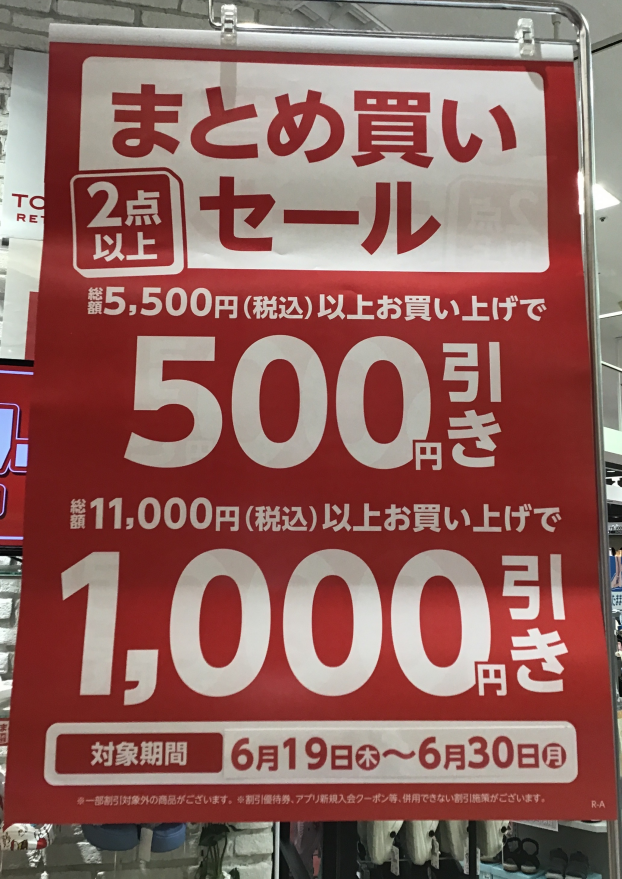 まとめ買い
2点
以上
セール
総額5,500円(税込)以上お買い上げで
500円引き
総額11,000円(税込)以上お買い上げで
1,000円引き
対象期間 6月19日木～6月30日月
※一部割引対象外の商品がございます。※割引優待券、アプリ新規入会クーポン等、併用できない割引施策がございます。
R-A